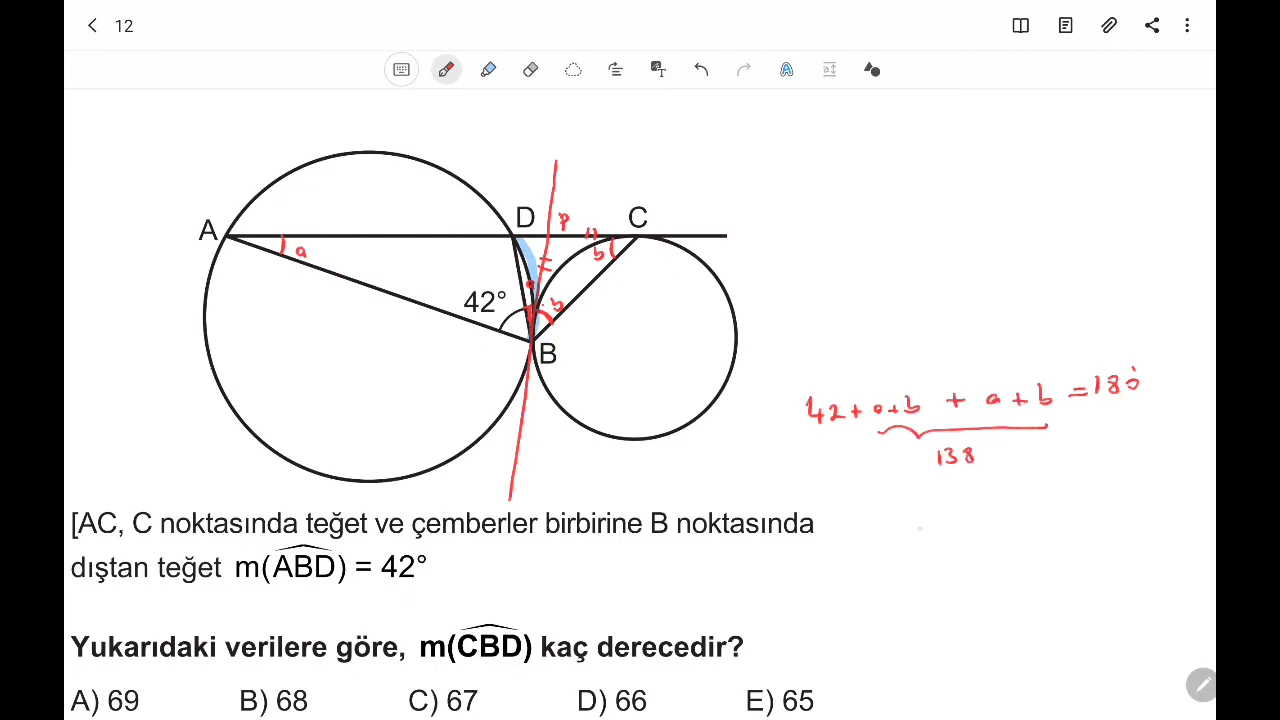 12
A
D
P
C
a
b
a
b
42°
B
42 + a+b + a+b = 180°
138
[AC, C noktasında teğet ve çemberler birbirine B noktasında
dıştan teğet m(ABD) = 42°
Yukarıdaki verilere göre, m(CBD) kaç derecedir?
A) 69 B) 68 C) 67 D) 66 E) 65